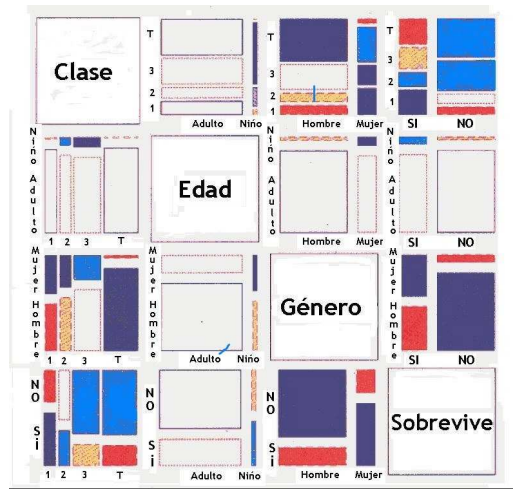 Clase
T
3
2
1
Adulto Niño
T
3
2
1
Hombre Mujer
T
3
2
1
SI NO
Niño Adulto
1 2 3 T
Edad
Niño Adulto
Hombre Mujer
Niño Adulto
SI NO
Mujer Hombre
1 2 3 T
Mujer Hombre
Adulto Niño
Género
Mujer Hombre
SI NO
NO Si
1 2 3 T
NO Si
Adulto Niño
NO Si
Hombre Mujer
Sobrevive